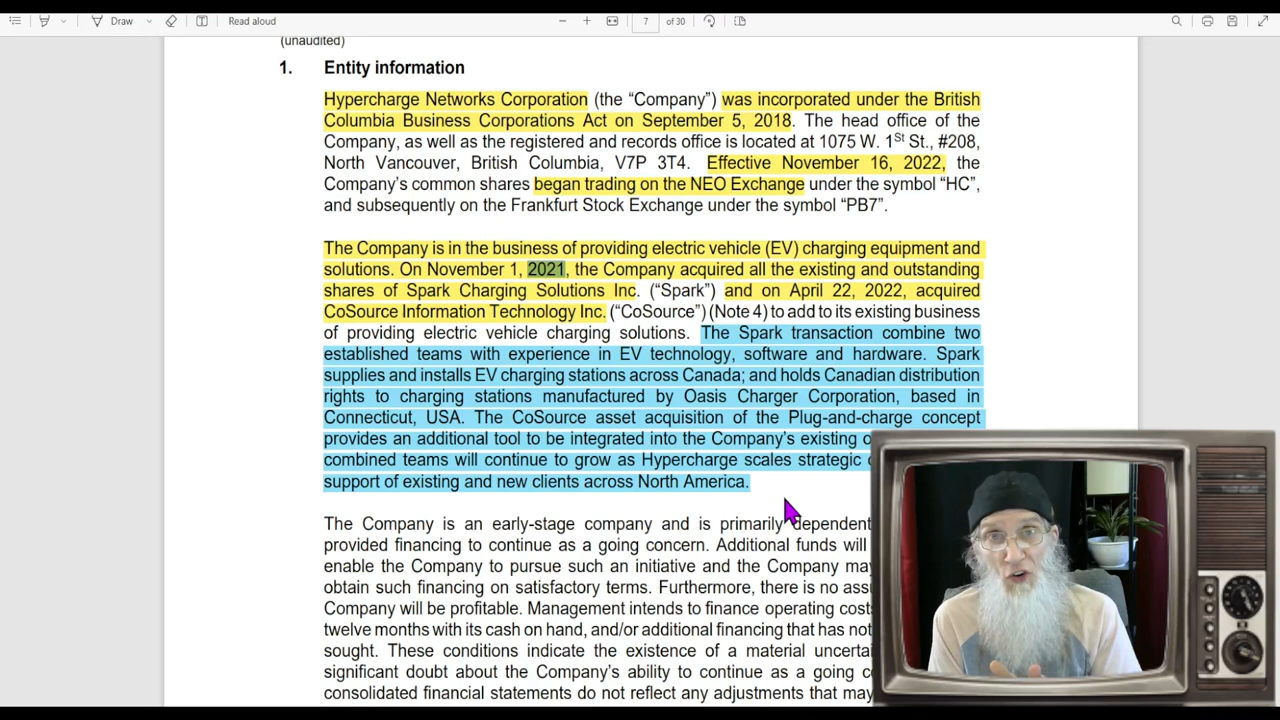 Draw
Read aloud
7 of 30
(unaudited)
1. Entity information
Hypercharge Networks Corporation (the “Company”) was incorporated under the British
Columbia Business Corporations Act on September 5, 2018. The head office of the
Company, as well as the registered and records office is located at 1075 W. 1St St., #208,
North Vancouver, British Columbia, V7P 3T4. Effective November 16, 2022, the
Company’s common shares began trading on the NEO Exchange under the symbol “HC”,
and subsequently on the Frankfurt Stock Exchange under the symbol “PB7”.
The Company is in the business of providing electric vehicle (EV) charging equipment and
solutions. On November 1, 2021, the Company acquired all the existing and outstanding
shares of Spark Charging Solutions Inc. (“Spark”) and on April 22, 2022, acquired
CoSource Information Technology Inc. (“CoSource”) (Note 4) to add to its existing business
of providing electric vehicle charging solutions. The Spark transaction combine two
established teams with experience in EV technology, software and hardware. Spark
supplies and installs EV charging stations across Canada; and holds Canadian distribution
rights to charging stations manufactured by Oasis Charger Corporation, based in
Connecticut, USA. The CoSource asset acquisition of the Plug-and-charge concept
provides an additional tool to be integrated into the Company’s existing
combined teams will continue to grow as Hypercharge scales strategic
support of existing and new clients across North America.
The Company is an early-stage company and is primarily dependent
provided financing to continue as a going concern. Additional funds will
enable the Company to pursue such an initiative and the Company may
obtain such financing on satisfactory terms. Furthermore, there is no
Company will be profitable. Management intends to finance operating
twelve months with its cash on hand, and/or additional financing that has not
sought. These conditions indicate the existence of a material
significant doubt about the Company’s ability to continue as a going
consolidated financial statements do not reflect any adjustments that may